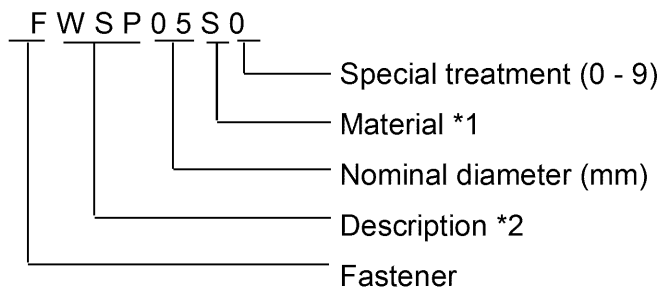 F W S P 0 5 S 0
Special treatment (0 - 9)
Material *1
Nominal diameter (mm)
Description *2
Fastener